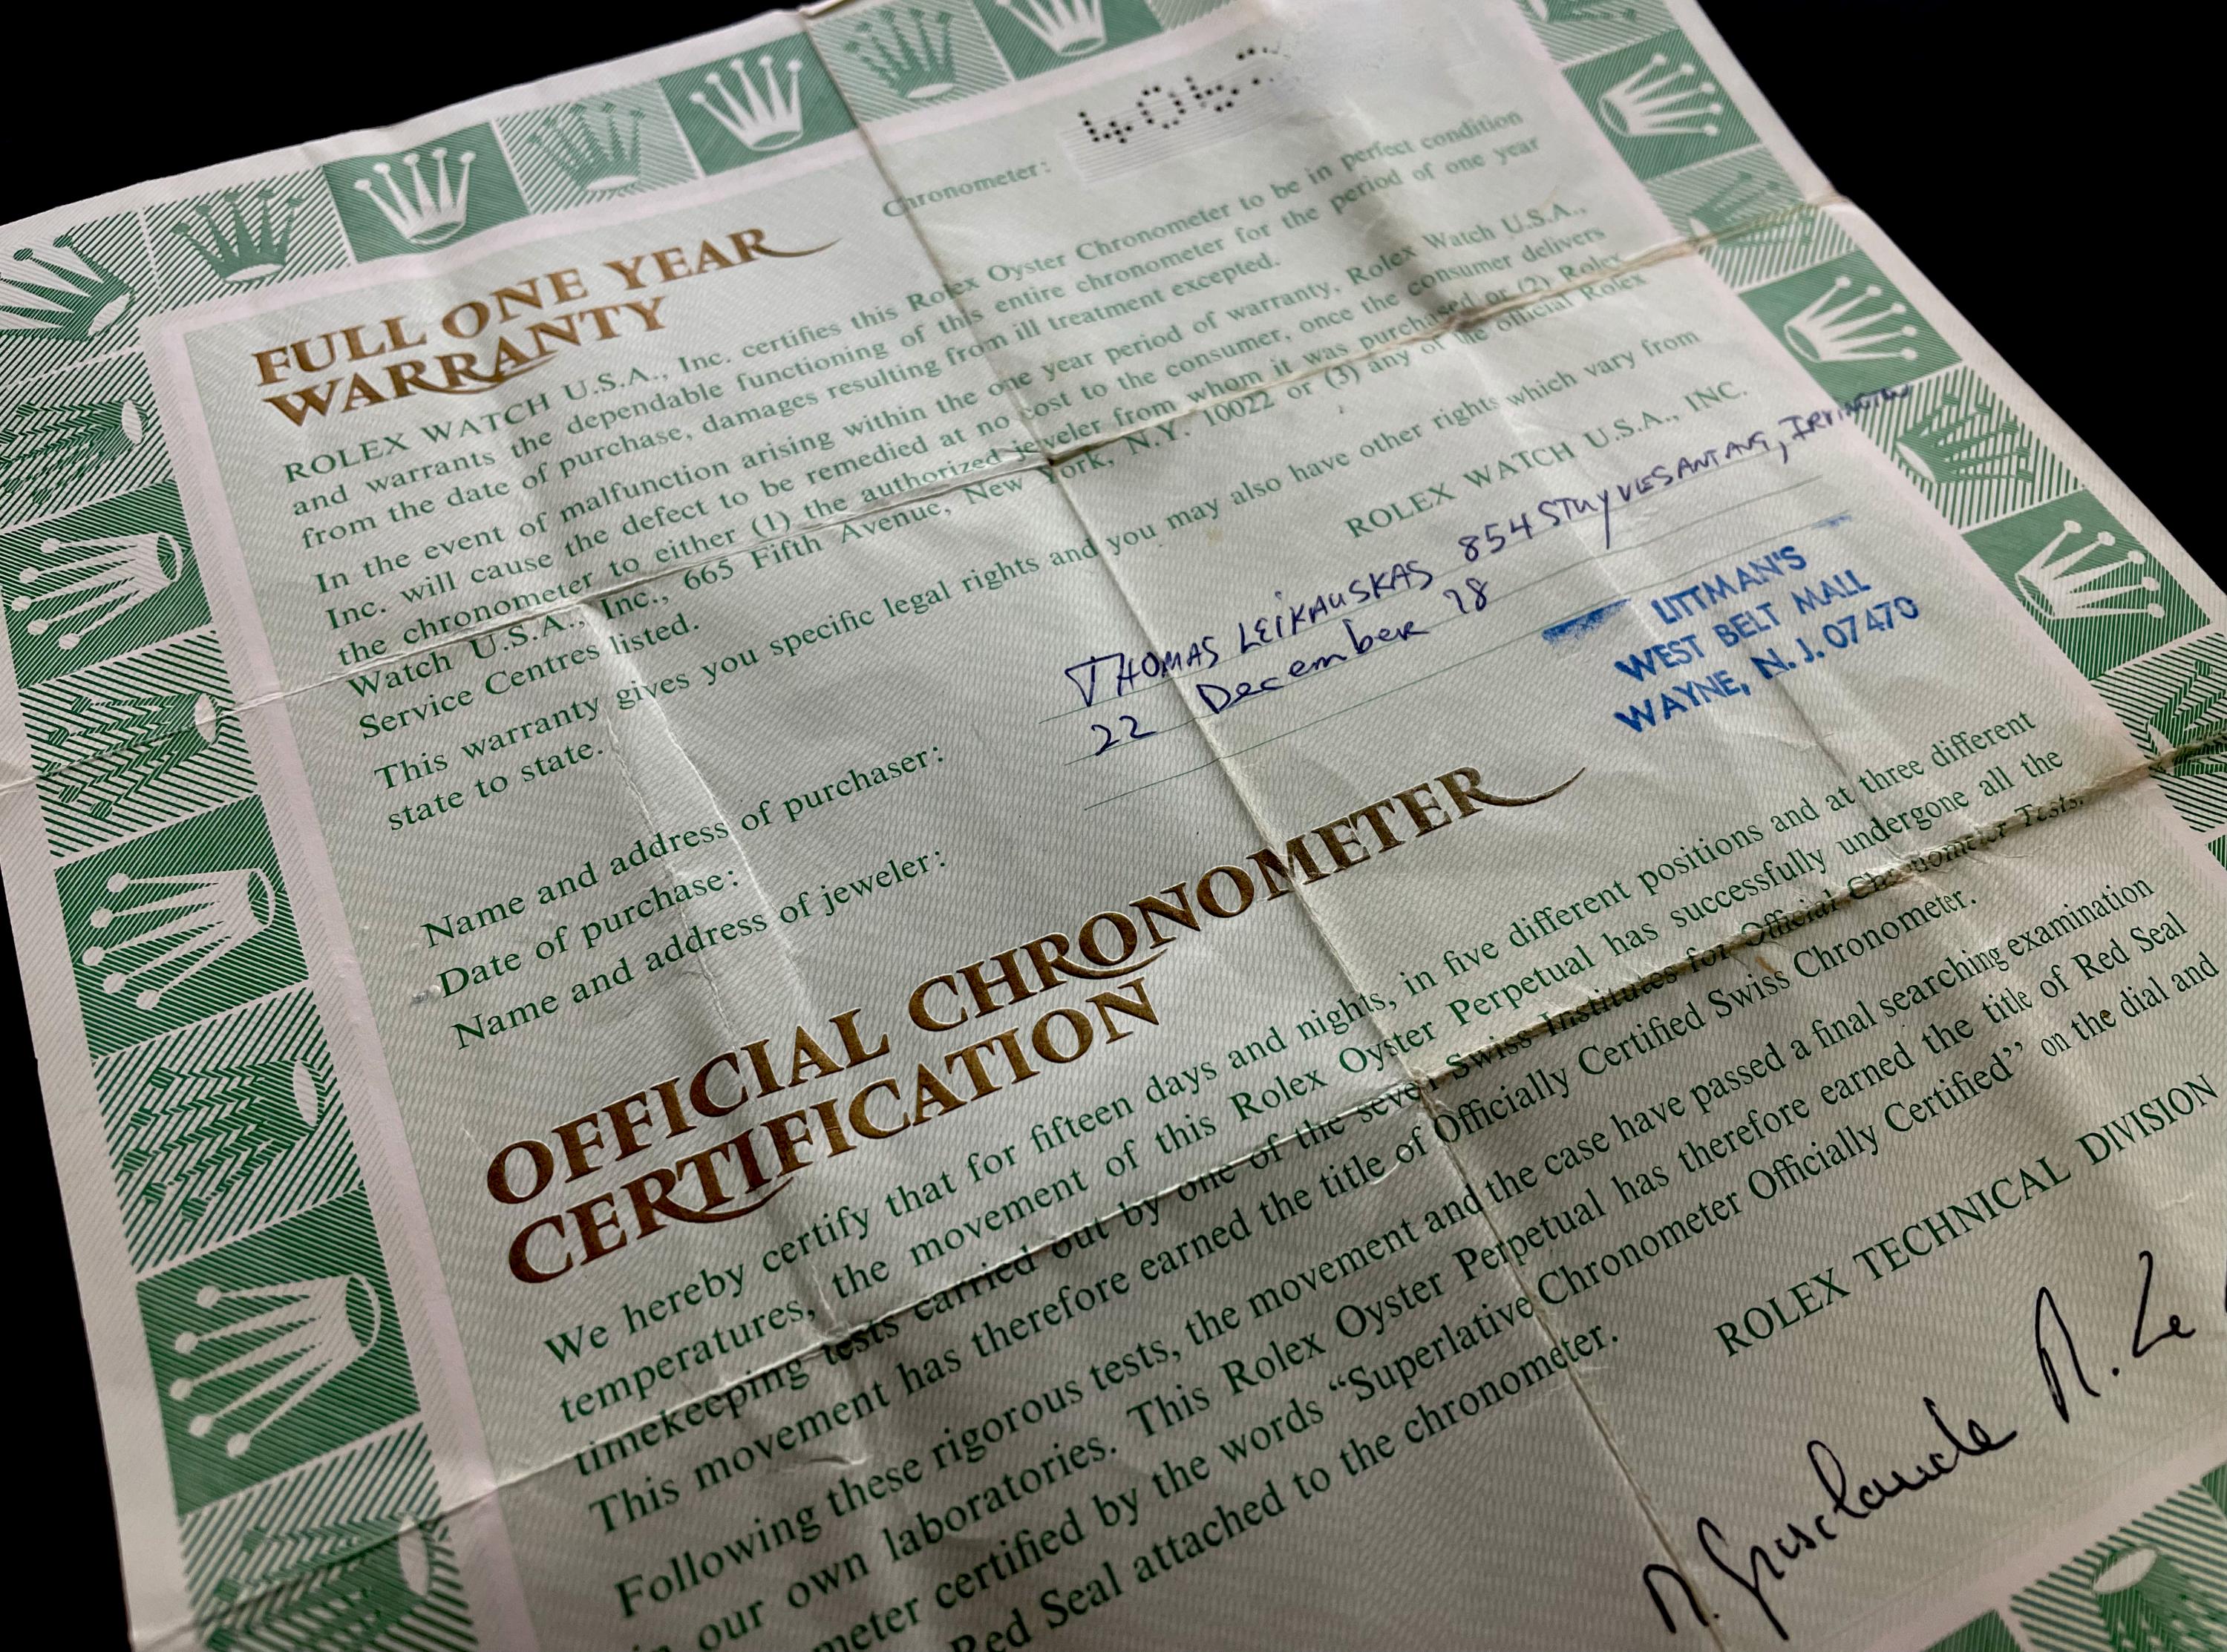 Chronometer: 40
FULL ONE YEAR
WARRANTY
ROLEX WATCH U.S.A., Inc. certifies this Rolex Oyster Chronometer to be in perfect condition
and warrants the dependable functioning of this entire chronometer for the period of one year
from the date of purchase, damages resulting from ill treatment excepted.
In the event of malfunction arising within the one year period of warranty, Rolex Watch U.S.A.,
Inc. will cause the defect to be remedied at no cost to the consumer, once the consumer delivers
the chronometer to either (1) the authorized jeweler from whom it was purchased or (2) Rolex
Watch U.S.A., Inc., 665 Fifth Avenue, New York, N.Y. 10022 or (3) any of the official Rolex
Service Centres listed.
This warranty gives you specific legal rights and you may also have other rights which vary from
state to state.
ROLEX WATCH U.S.A., INC.
Name and address of purchaser: THOMAS LEIKAUSKAS 854 STUYVESANT AVE, IRVINGTON
Date of purchase: 22 December 78
Name and address of jeweler:
LITTMAN'S
WEST BELT MALL
WAYNE, N.J. 07470
OFFICIAL CHRONOMETER
CERTIFICATION
We hereby certify that for fifteen days and nights, in five different positions and at three different
temperatures, the movement of this Rolex Oyster Perpetual has successfully undergone all the
timekeeping tests carried out by one of the seven Swiss Institutes for Official Chronometer Tests.
This movement has therefore earned the title of Officially Certified Swiss Chronometer.
Following these rigorous tests, the movement and the case have passed a final searching examination
in our own laboratories. This Rolex Oyster Perpetual has therefore earned the title of Red Seal
meter certified by the words “Superlative Chronometer Officially Certified” on the dial and
Red Seal attached to the chronometer.
ROLEX TECHNICAL DIVISION